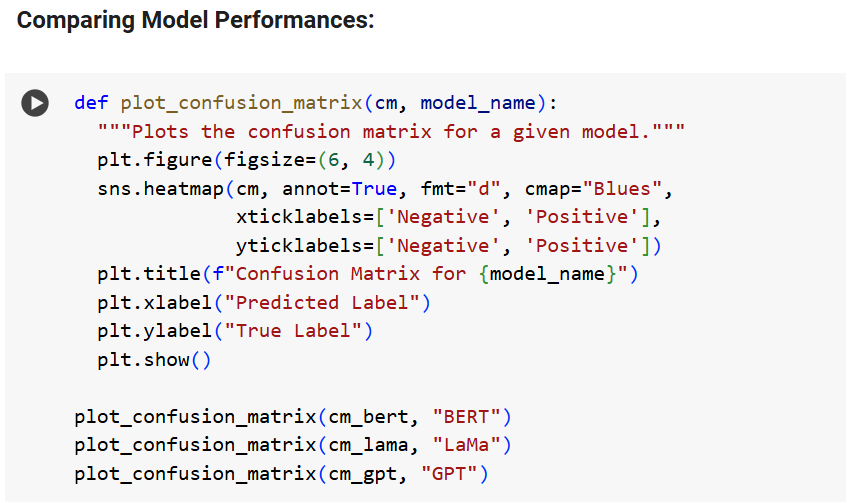 Comparing Model Performances:
def plot_confusion_matrix(cm, model_name):
"""Plots the confusion matrix for a given model."""
plt.figure(figsize=(6, 4))
sns.heatmap(cm, annot=True, fmt="d", cmap="Blues",
xticklabels=['Negative', 'Positive'],
yticklabels=['Negative', 'Positive'])
plt.title(f"Confusion Matrix for {model_name}")
plt.xlabel("Predicted Label")
plt.ylabel("True Label")
plt.show()
plot_confusion_matrix(cm_bert, "BERT")
plot_confusion_matrix(cm_lama, "LaMa")
plot_confusion_matrix(cm_gpt, "GPT")